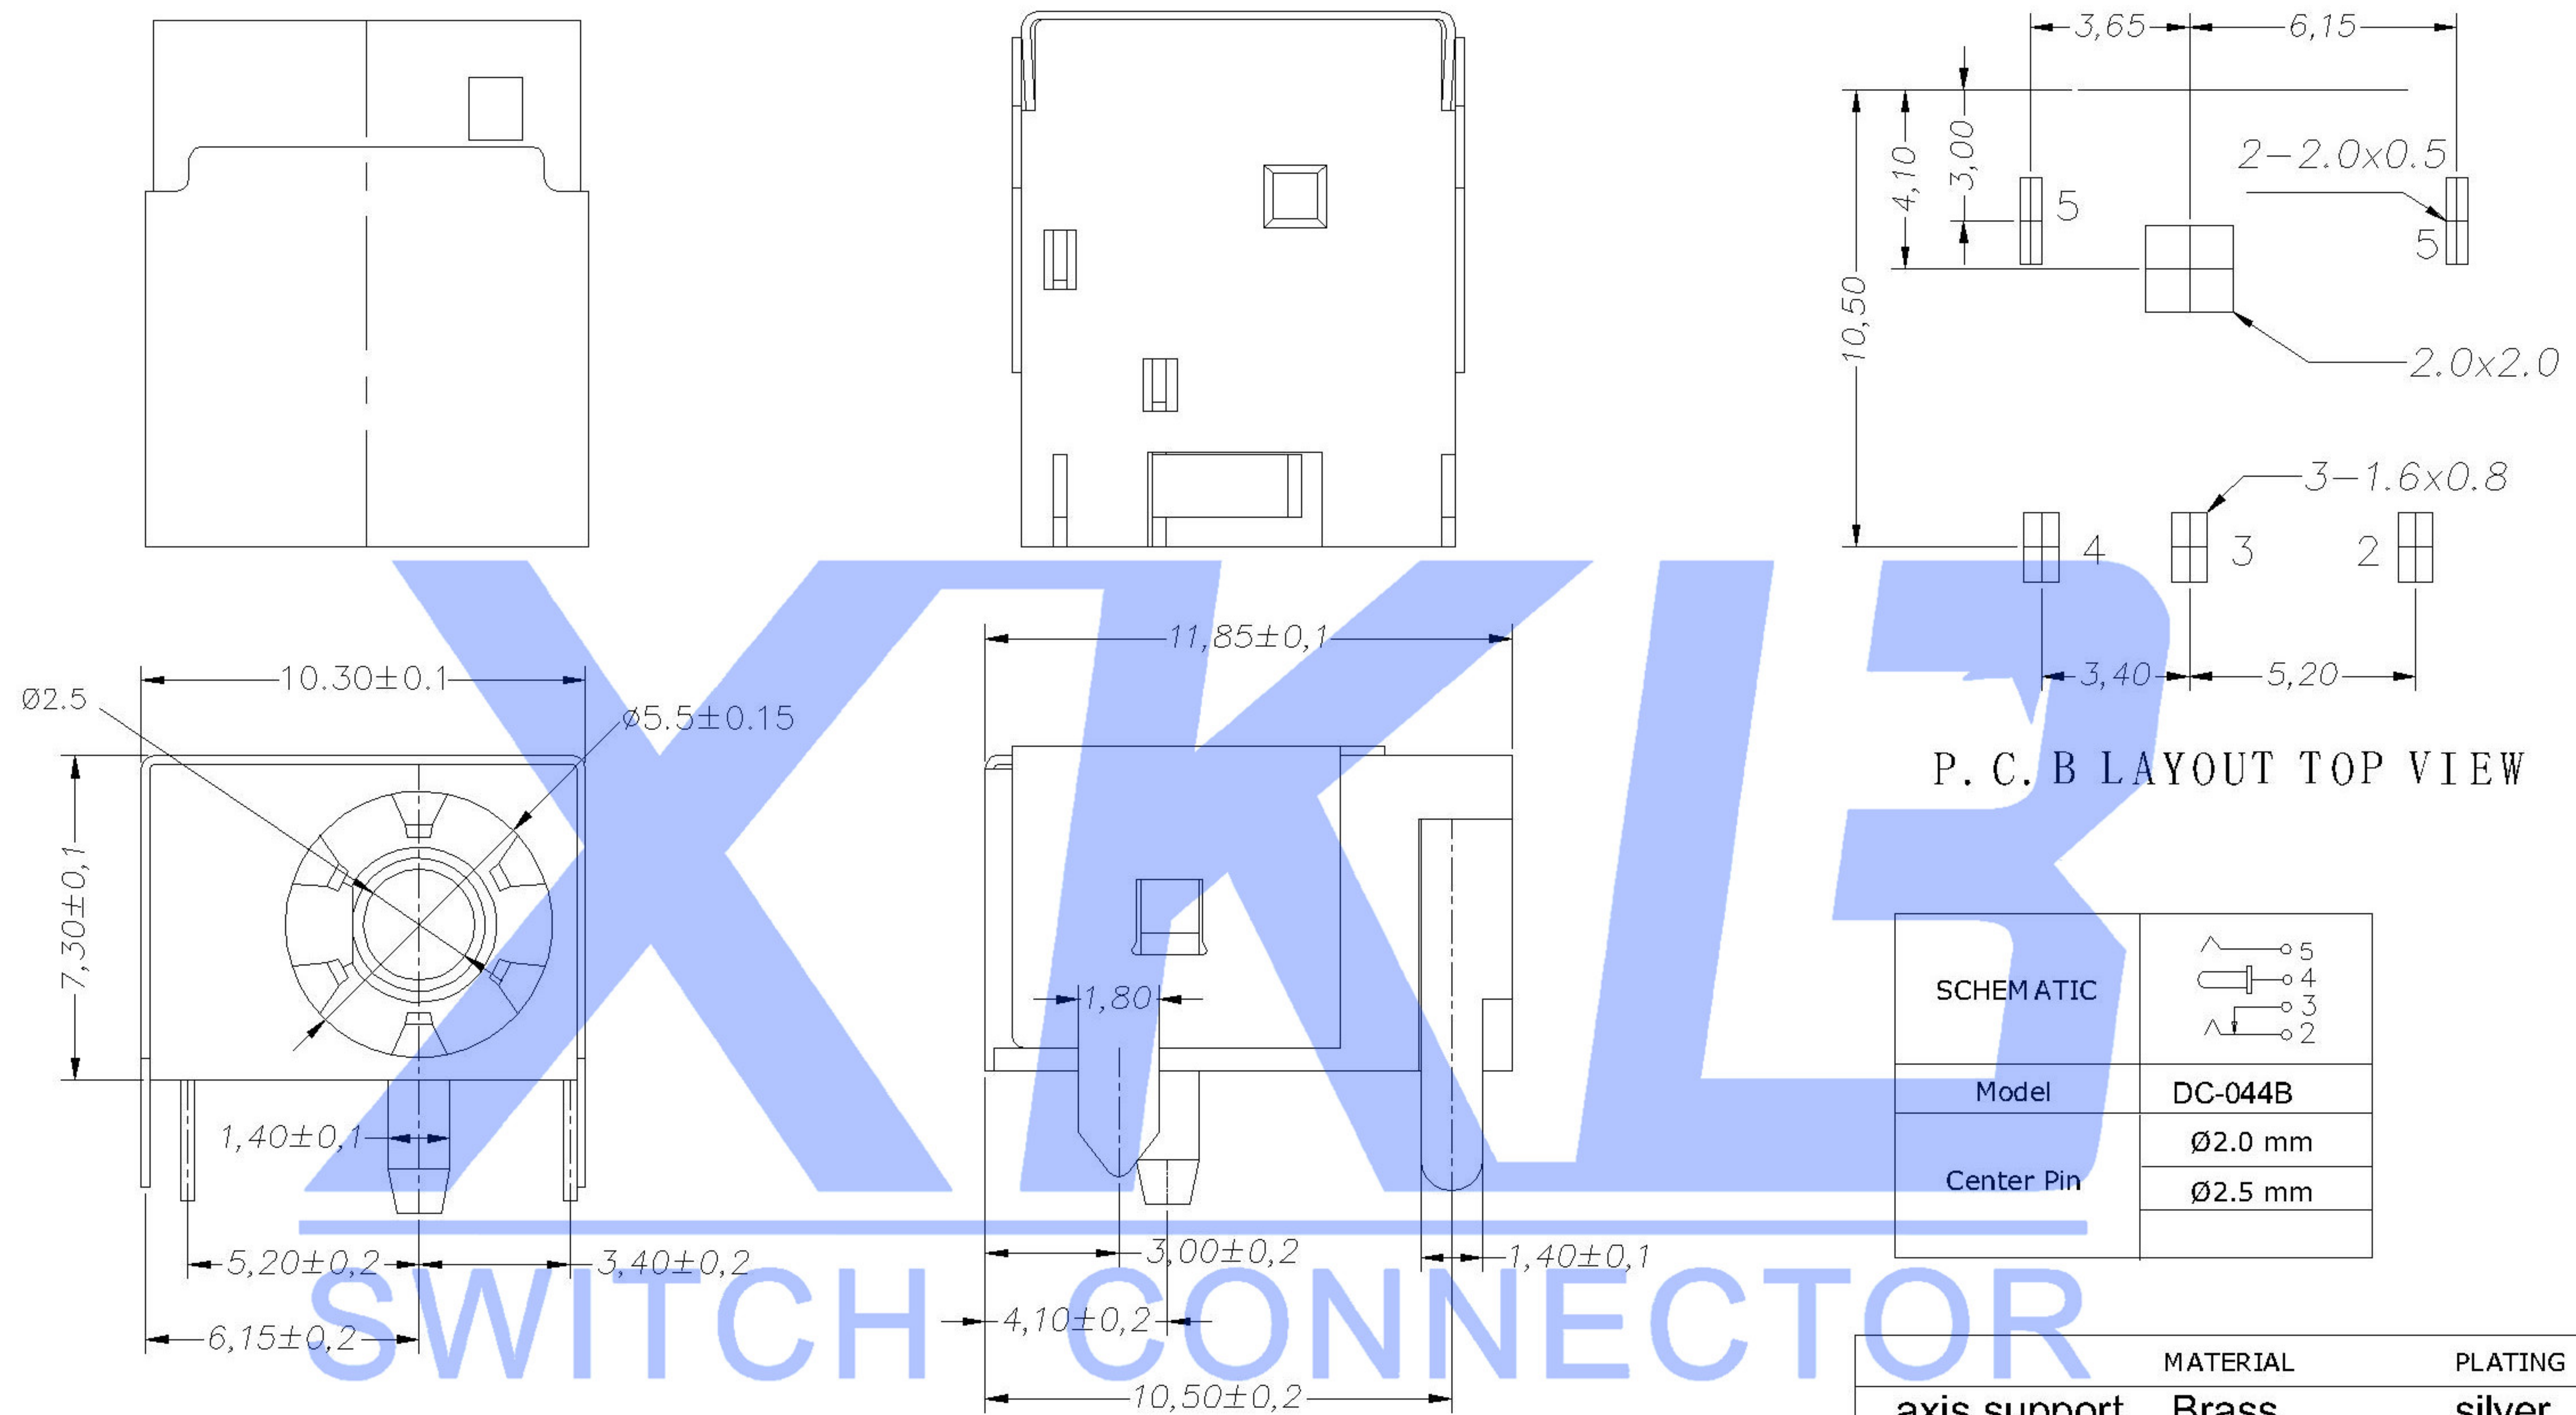 3,65
6,15
3,00
4,10
10,50
2-2.0x0.5
5
5
2.0x2.0
3-1.6x0.8
4
3
2
3,40
5,20
P.C.B LAYOUT TOP VIEW
10.30±0.1
Ø2.5
Ø5.5±0.15
7,30±0,1
1,40±0,1
5,20±0,2
3,40±0,2
6,15±0,2
11,85±0,1
1,80
3,00±0,2
1,40±0,1
4,10±0,2
10,50±0,2
XKB
SWITCH CONNECTOR
SCHEMATIC
5
4
3
2
Model DC-044B
Center Pin
Ø2.0 mm
Ø2.5 mm
MATERIAL PLATING
axis support Brass silver